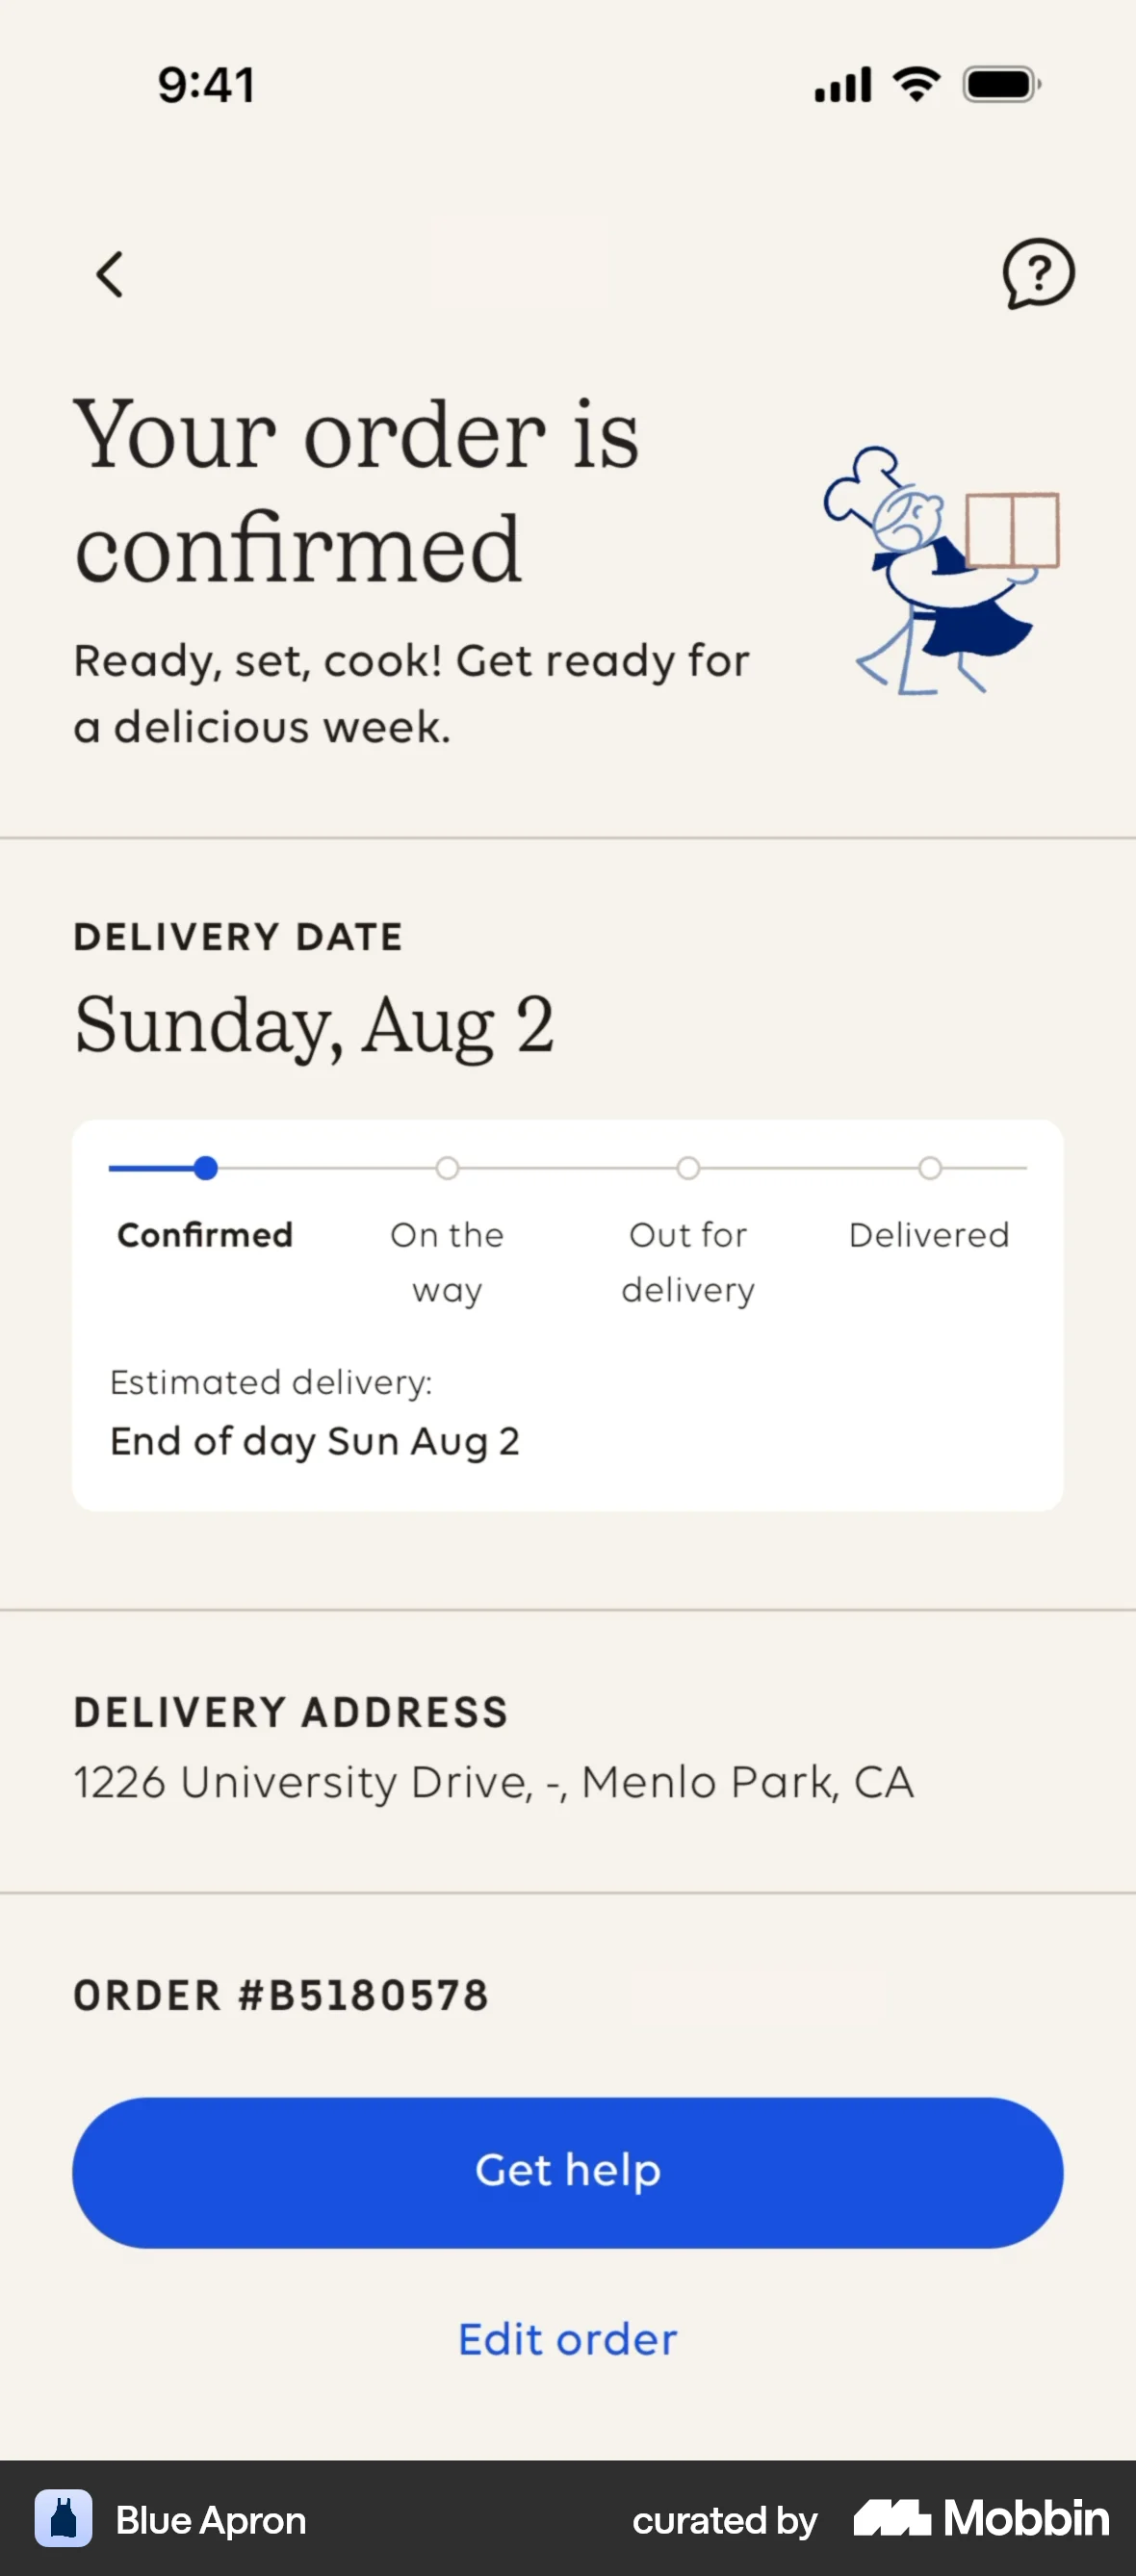 9:41
?
Your order is
confirmed
Ready, set, cook! Get ready for
a delicious week.
DELIVERY DATE
Sunday, Aug 2
Confirmed
On the
way
Out for
delivery
Delivered
Estimated delivery:
End of day Sun Aug 2
DELIVERY ADDRESS
1226 University Drive, -, Menlo Park, CA
ORDER #B5180578
Get help
Edit order
Blue Apron
curated by Mobbin